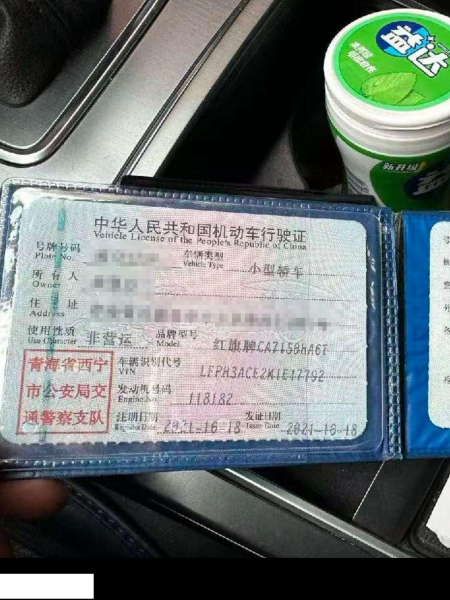 益达
新升级
中华人民共和国机动车行驶证
Vehicle License of the People's Republic of China
号牌号码
Plate No.
车辆类型
Vehicle Type
小型轿车
所有人
Owner
住址
Address
使用性质
Use Character
非营运
品牌型号
Model
红旗牌CA7150HA6T
青海省西宁
市公安局交
通警察支队
车辆识别代号
VIN
LFPH3ACE2M1E17792
发动机号码
Engine No.
118182
注册日期
Register Date
2021-10-18
发证日期
Issue Date
2021-10-18